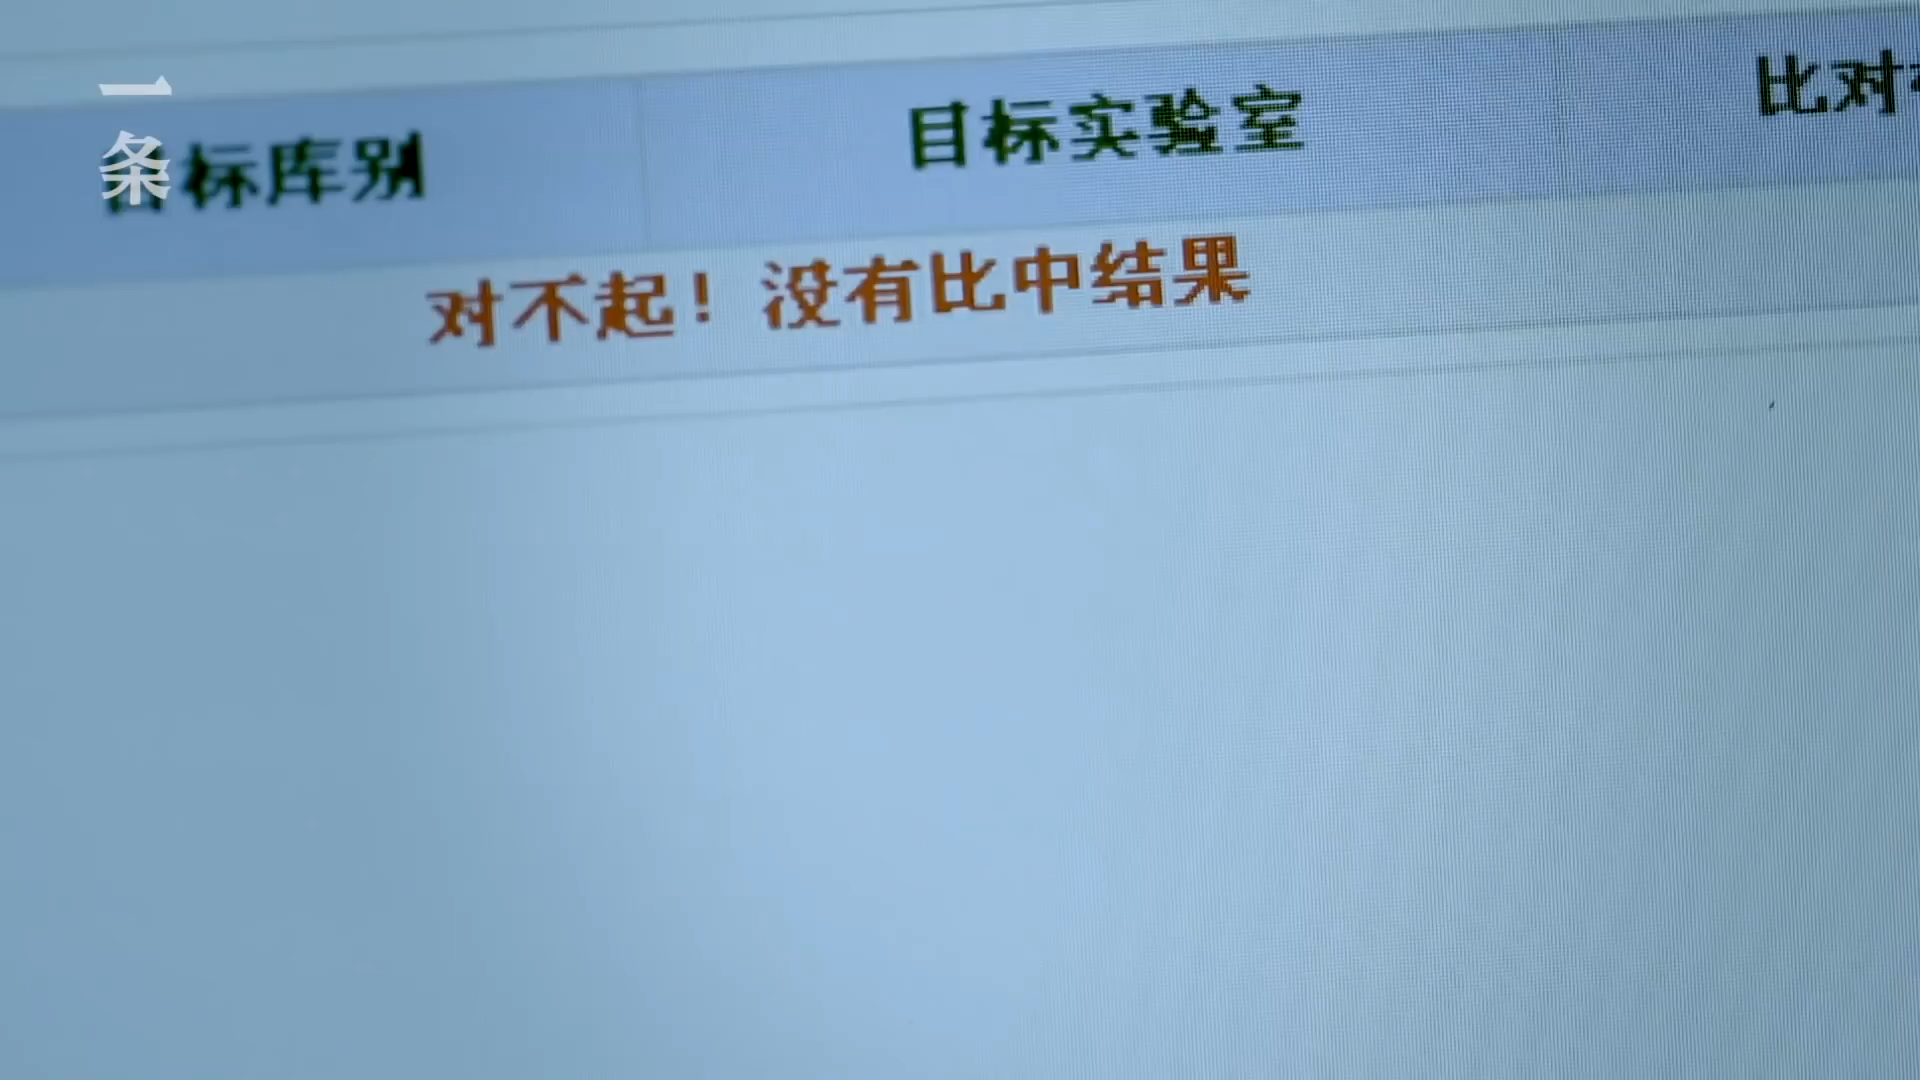 一条
目标库别 目标实验室 比对
对不起！没有比中结果